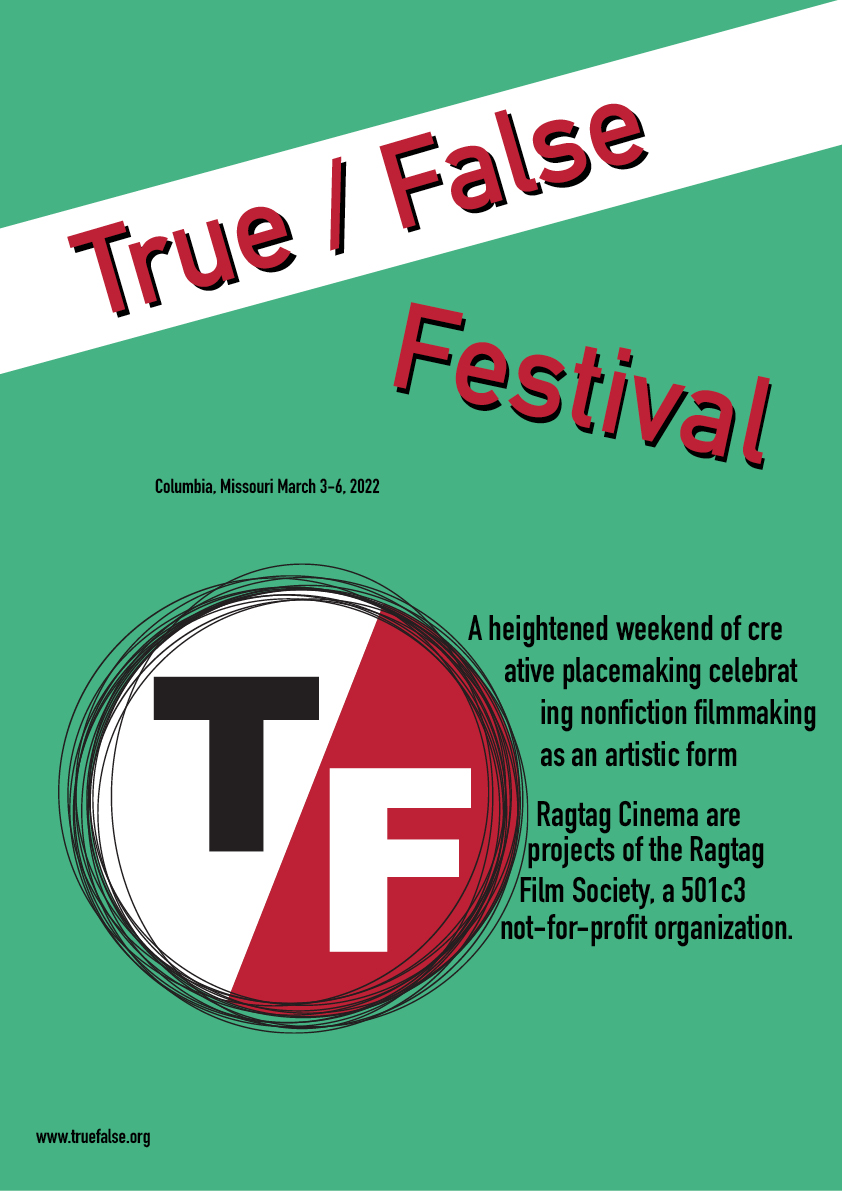 True / False
Festival
Columbia, Missouri March 3-6, 2022
T
F
A heightened weekend of cre
ative placemaking celebrat
ing nonfiction filmmaking
as an artistic form
Ragtag Cinema are
projects of the Ragtag
Film Society, a 501c3
not-for-profit organization.
www.truefalse.org